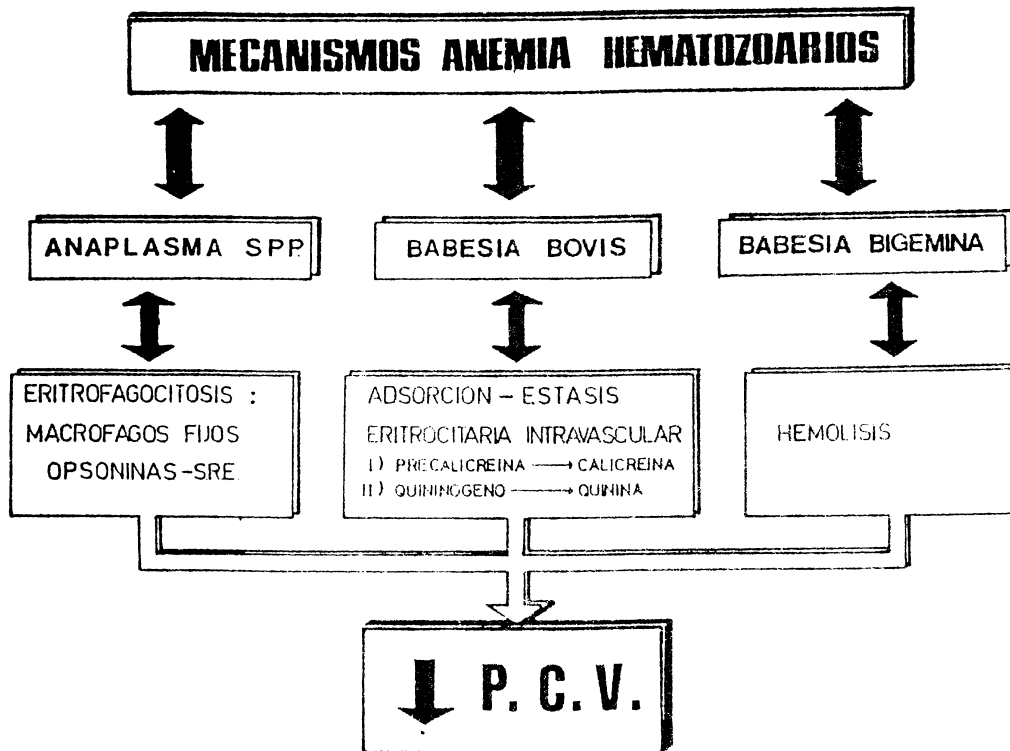 MECANISMOS ANEMIA HEMATOZOARIOS
ANAPLASMA SPP.
BABESIA BOVIS
BABESIA BIGEMINA
ERITROFAGOCITOSIS :
MACROFAGOS FIJOS
OPSONINAS-SRE.
ADSORCION - ESTASIS
ERITROCITARIA INTRAVASCULAR
I) PRECALICREINA → CALICREINA
II) QUININOGENO → QUININA
HEMOLISIS
↓ P. C. V.